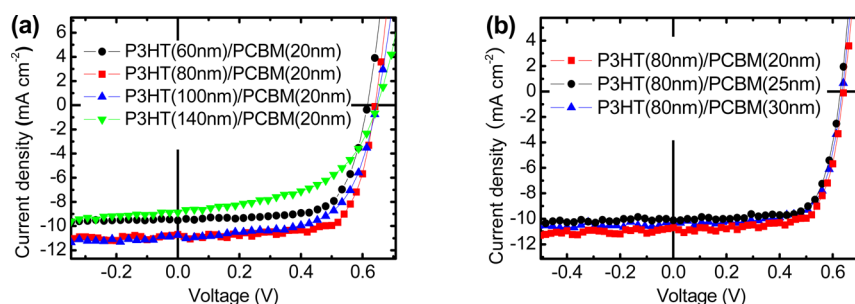 (a)
P3HT(60nm)/PCBM(20nm)
P3HT(80nm)/PCBM(20nm)
P3HT(100nm)/PCBM(20nm)
P3HT(140nm)/PCBM(20nm)
Current density (mA cm-2)
6
4
2
0
-2
-4
-6
-8
-10
-12
-0.2 0.0 0.2 0.4 0.6
Voltage (V)
(b)
P3HT(80nm)/PCBM(20nm)
P3HT(80nm)/PCBM(25nm)
P3HT(80nm)/PCBM(30nm)
Current density (mA cm-2)
4
2
0
-2
-4
-6
-8
-10
-12
-0.4 -0.2 0.0 0.2 0.4 0.6
Voltage (V)